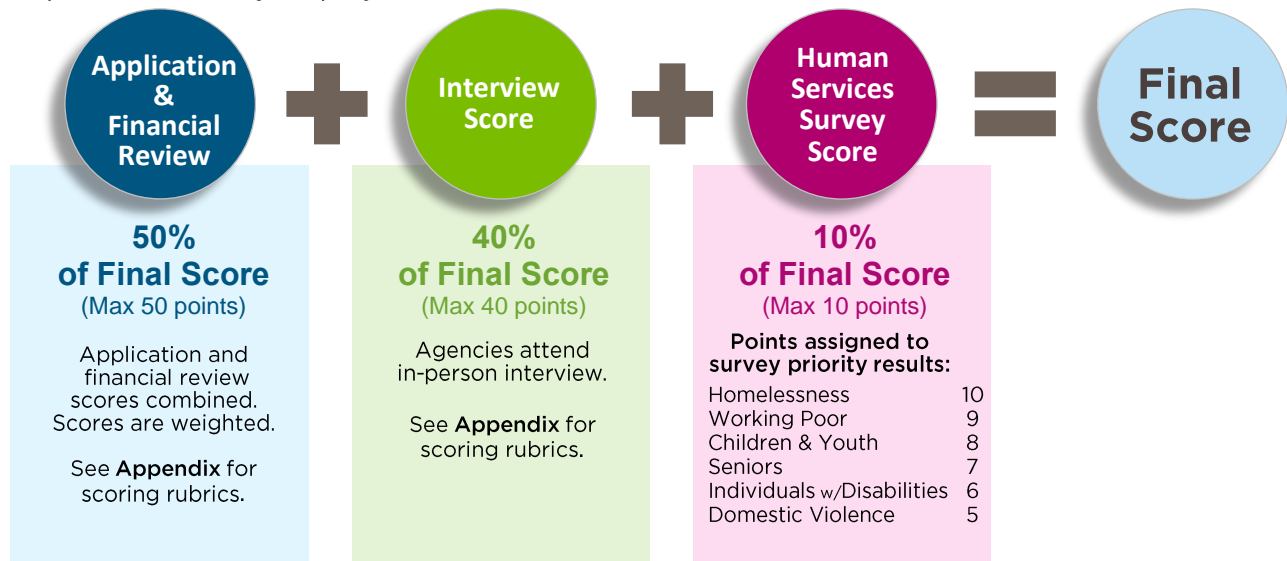 Application
&
Financial
Review
Interview
Score
Human
Services
Survey
Score
Final
Score
50%
of Final Score
(Max 50 points)
Application and
financial review
scores combined.
Scores are weighted.
See Appendix for
scoring rubrics.
40%
of Final Score
(Max 40 points)
Agencies attend
in-person interview.
See Appendix for
scoring rubrics.
10%
of Final Score
(Max 10 points)
Points assigned to
survey priority results:
Homelessness 10
Working Poor 9
Children & Youth 8
Seniors 7
Individuals w/Disabilities 6
Domestic Violence 5